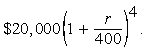 $20,000(1 + r/400)^4.